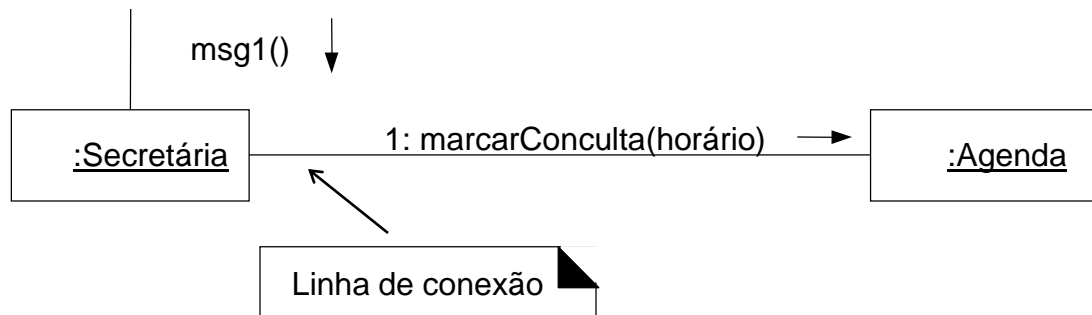 msg1()
1: marcarConculta(horário)
:Secretária
:Agenda
Linha de conexão